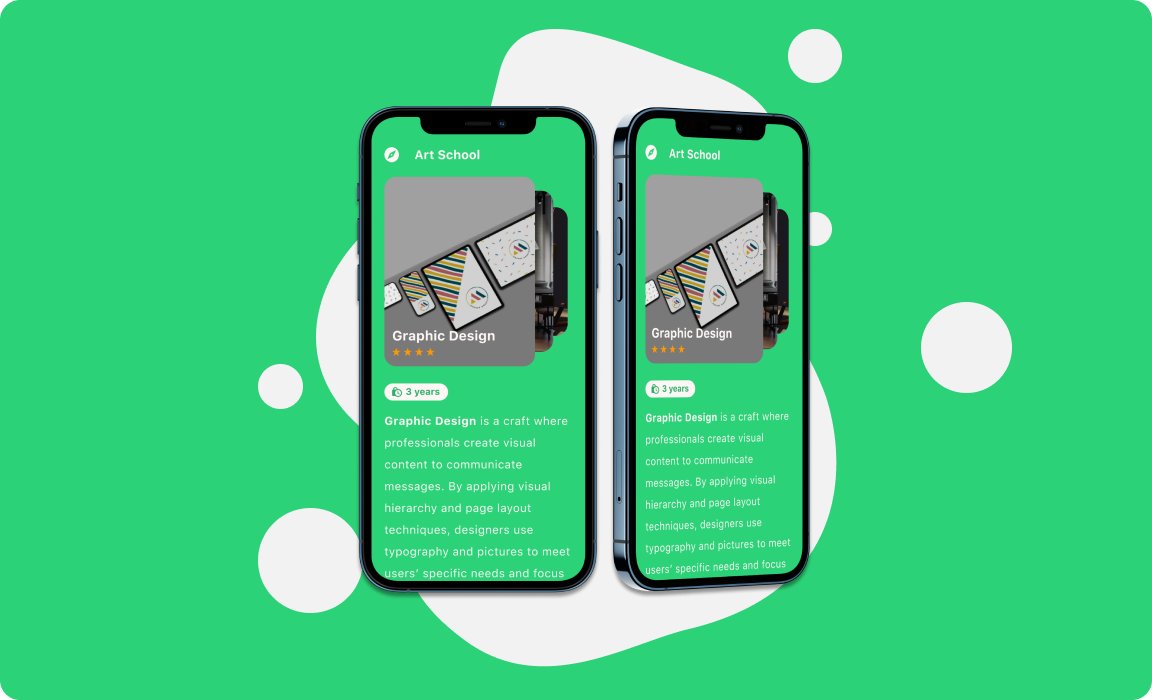 Art School
Graphic Design
3 years
Graphic Design is a craft where
professionals create visual
content to communicate
messages. By applying visual
hierarchy and page layout
techniques, designers use
typography and pictures to meet
users’ specific needs and focus
Art School
Graphic Design
3 years
Graphic Design is a craft where
professionals create visual
content to communicate
messages. By applying visual
hierarchy and page layout
techniques, designers use
typography and pictures to meet
users’ specific needs and focus